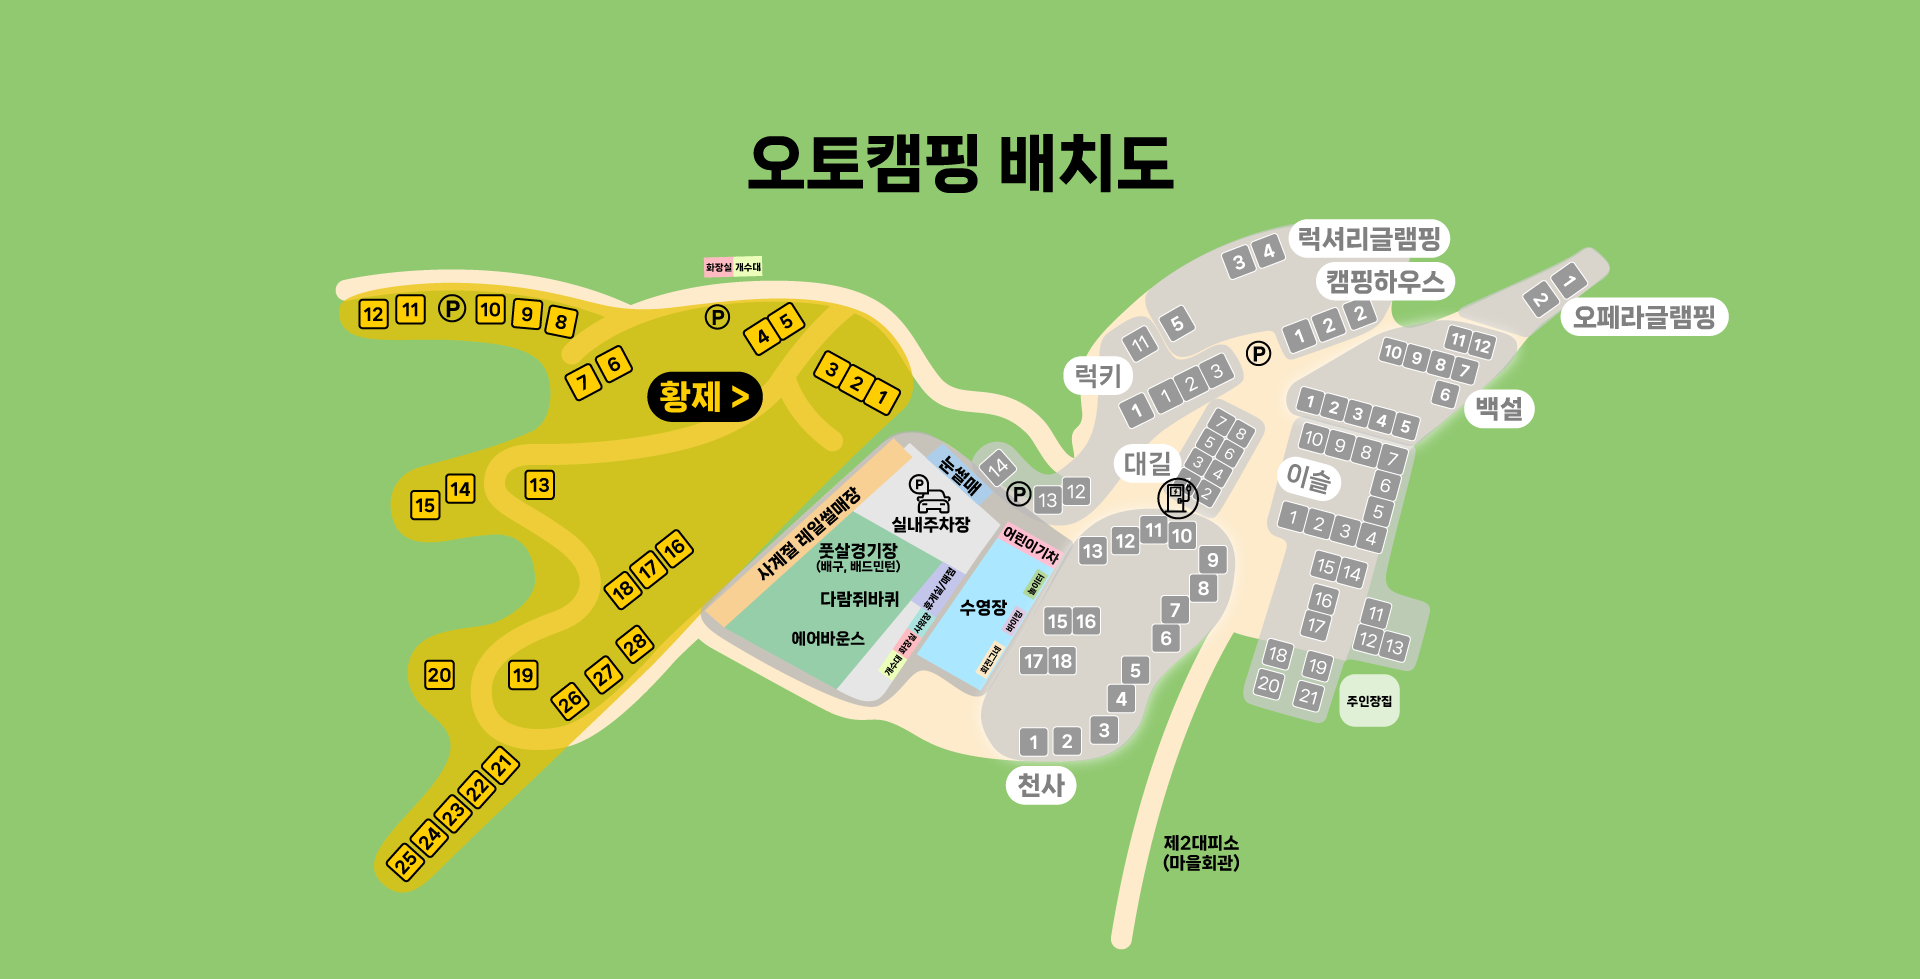 오토캠핑 배치도
화장실 개수대
럭셔리글램핑
캠핑하우스
오페라글램핑
3 4
5
1 2 2
1
2
12 11 P 10 9 8
P
4 5
7 6
황제 >
3 2 1
럭키
11
1 1 2 3
P
11 12
10 9 8 7
6
백설
1 2 3 4 5
대길
7 8
5 6
3 4
2
이슬
10 9 8 7
6
5
1 2 3 4
15 14
13
15 14
16
17
11
12 13
18 19
20 21
주인장집
눈썰매
14
P
13 12
P
실내주차장
사계절 레일썰매장
풋살경기장
(배구, 배드민턴)
다람쥐바퀴
에어바운스
휴게실/매점
샤워장
화장실
개수대
어린이기차
수영장
놀이터
바이킹
회전그네
18 17 16
20
19
26 27 28
25 24 23 22 21
13 12 11 10
9
8
7
6
15 16
17 18
5
4
3
1 2
천사
제2대피소
(마을회관)